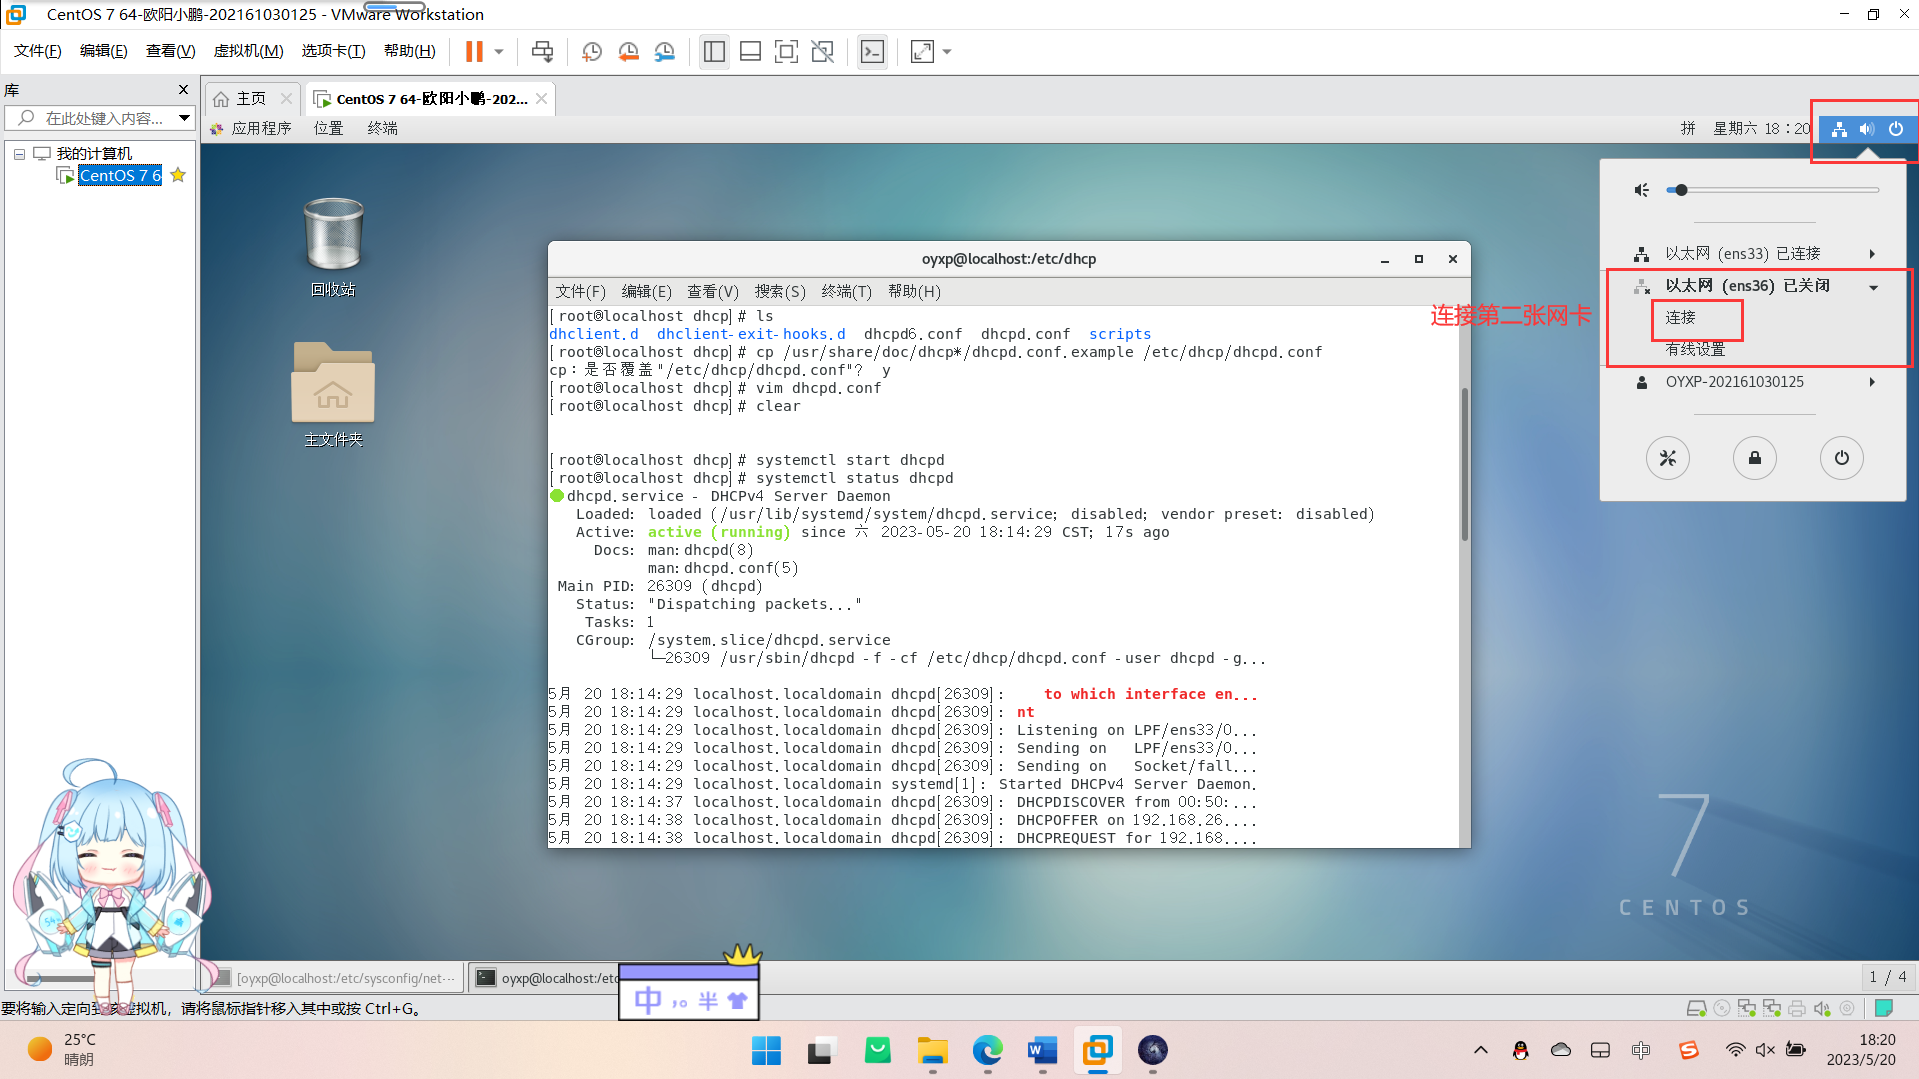 CentOS 7 64-欧阳小鹏-202161030125 - VMware Workstation
文件(F) 编辑(E) 查看(V) 虚拟机(M) 选项卡(T) 帮助(H)
库
在此处键入内容...
我的计算机
CentOS 7 6
主页
CentOS 7 64-欧阳小鹏-202...
应用程序 位置 终端
拼 星期六 18：20
回收站
主文件夹
oyxp@localhost:/etc/dhcp
文件(F) 编辑(E) 查看(V) 搜索(S) 终端(T) 帮助(H)
[root@localhost dhcp]# ls
dhclient.d dhclient-exit-hooks.d dhcpd6.conf dhcpd.conf scripts
[root@localhost dhcp]# cp /usr/share/doc/dhcp*/dhcpd.conf.example /etc/dhcp/dhcpd.conf
cp：是否覆盖"/etc/dhcp/dhcpd.conf"？ y
[root@localhost dhcp]# vim dhcpd.conf
[root@localhost dhcp]# clear
[root@localhost dhcp]# systemctl start dhcpd
[root@localhost dhcp]# systemctl status dhcpd
dhcpd.service - DHCPv4 Server Daemon
Loaded: loaded (/usr/lib/systemd/system/dhcpd.service; disabled; vendor preset: disabled)
Active: active (running) since 六 2023-05-20 18:14:29 CST; 17s ago
Docs: man:dhcpd(8)
man:dhcpd.conf(5)
Main PID: 26309 (dhcpd)
Status: "Dispatching packets..."
Tasks: 1
CGroup: /system.slice/dhcpd.service
└─26309 /usr/sbin/dhcpd -f -cf /etc/dhcp/dhcpd.conf -user dhcpd -g...
5月 20 18:14:29 localhost.localdomain dhcpd[26309]: to which interface en...
5月 20 18:14:29 localhost.localdomain dhcpd[26309]: nt
5月 20 18:14:29 localhost.localdomain dhcpd[26309]: Listening on LPF/ens33/0...
5月 20 18:14:29 localhost.localdomain dhcpd[26309]: Sending on LPF/ens33/0...
5月 20 18:14:29 localhost.localdomain dhcpd[26309]: Sending on Socket/fall...
5月 20 18:14:29 localhost.localdomain systemd[1]: Started DHCPv4 Server Daemon.
5月 20 18:14:37 localhost.localdomain dhcpd[26309]: DHCPDISCOVER from 00:50:...
5月 20 18:14:38 localhost.localdomain dhcpd[26309]: DHCPOFFER on 192.168.26....
5月 20 18:14:38 localhost.localdomain dhcpd[26309]: DHCPREQUEST for 192.168....
以太网 (ens33) 已连接
以太网 (ens36) 已关闭
连接第二张网卡
连接
有线设置
OYXP-202161030125
7
CENTOS
[oyxp@localhost:/etc/sysconfig/net...
oyxp@localhost:/etc
1 / 4
中 ，。 半
要将输入定向到该虚拟机，请将鼠标指针移入其中或按 Ctrl+G。
25°C
晴朗
中
18:20
2023/5/20